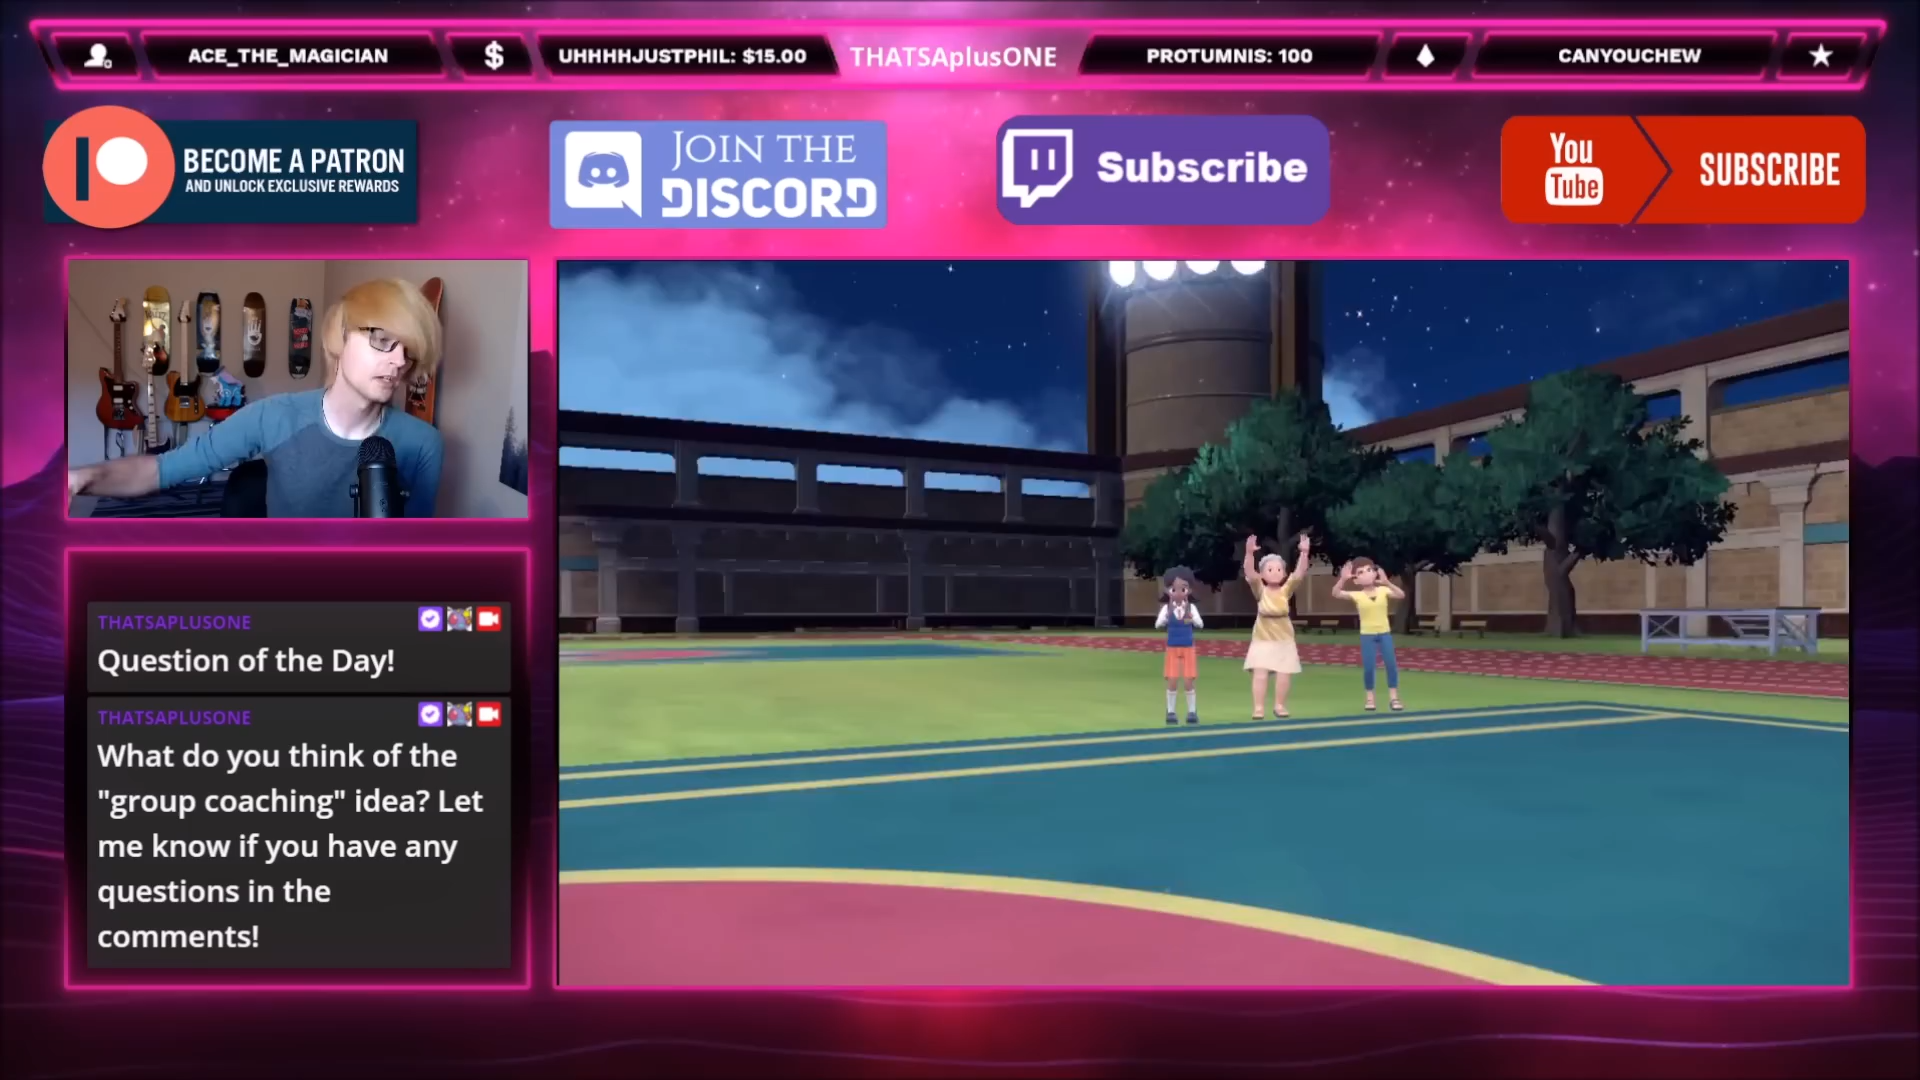 ACE_THE_MAGICIAN
$
UHHHHJUSTPHIL: $15.00
THATSAplusONE
PROTUMNIS: 100
CANYOUCHEW
BECOME A PATRON
AND UNLOCK EXCLUSIVE REWARDS
JOIN THE
DISCORD
Subscribe
You
Tube
SUBSCRIBE
THATSAPLUSONE
Question of the Day!
THATSAPLUSONE
What do you think of the
"group coaching" idea? Let
me know if you have any
questions in the
comments!